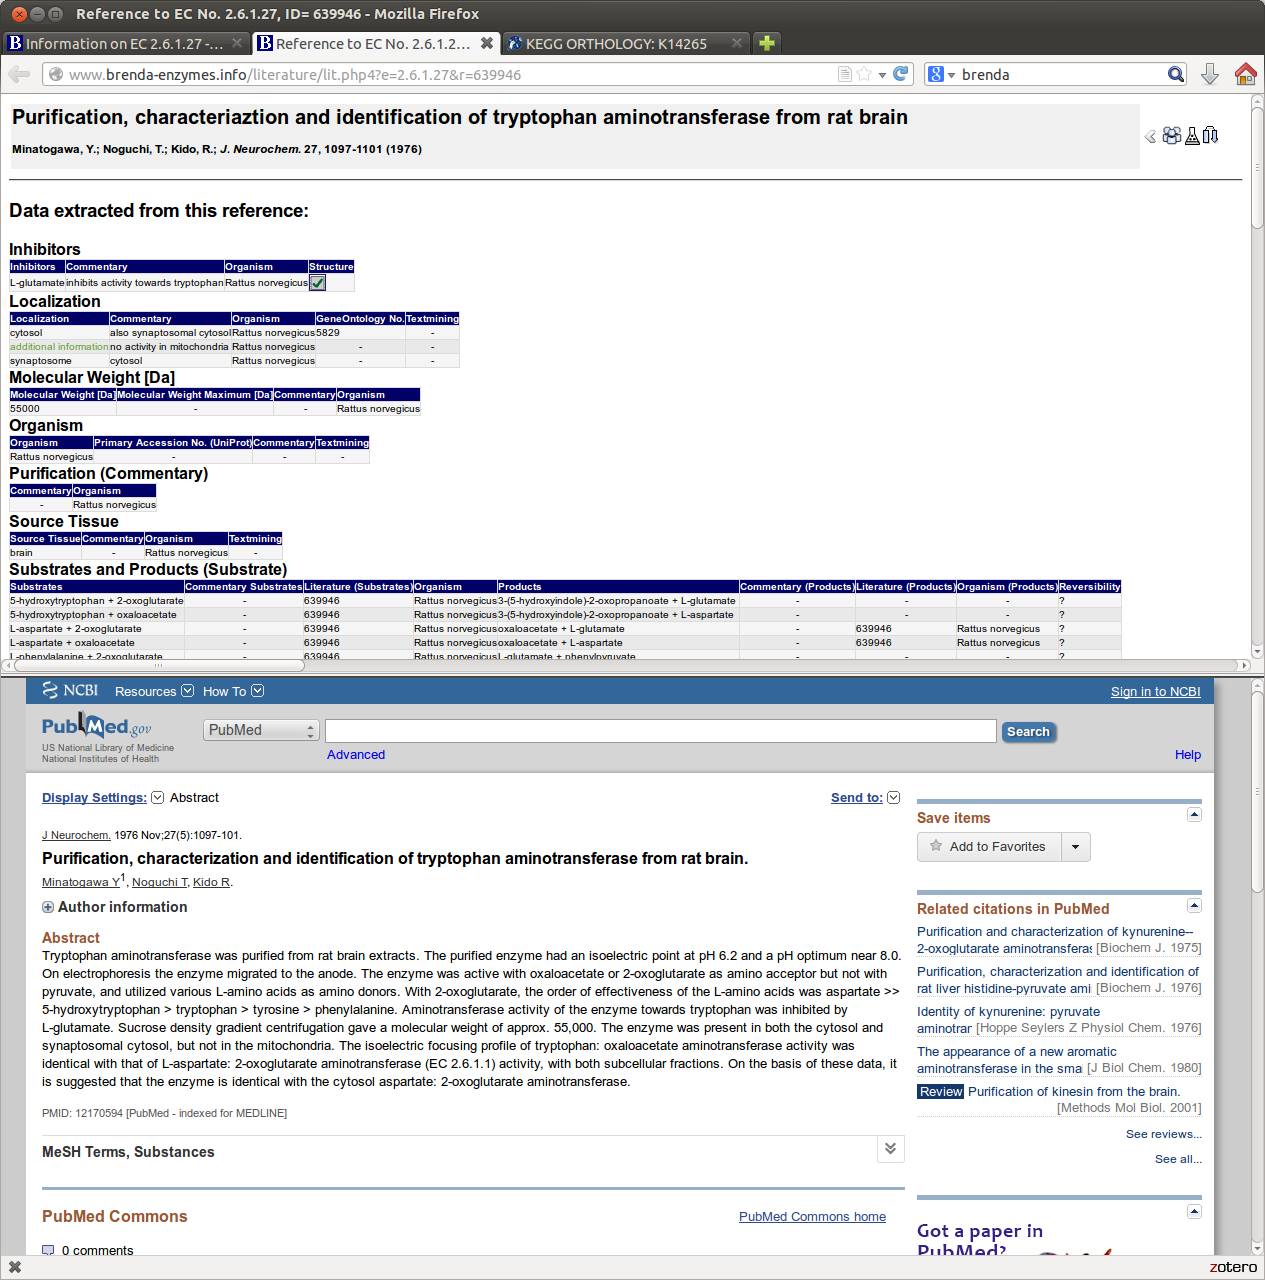 Reference to EC No. 2.6.1.27, ID= 639946 - Mozilla Firefox
Information on EC 2.6.1.27 -... Reference to EC No. 2.6.1.2... KEGG ORTHOLOGY: K14265
www.brenda-enzymes.info/literature/lit.php4?e=2.6.1.27&r=639946 brenda
Purification, characteriaztion and identification of tryptophan aminotransferase from rat brain
Minatogawa, Y.; Noguchi, T.; Kido, R.; J. Neurochem. 27, 1097-1101 (1976)
Data extracted from this reference:
Inhibitors
Inhibitors Commentary Organism Structure
L-glutamate inhibits activity towards tryptophan Rattus norvegicus
Localization
Localization Commentary Organism GeneOntology No. Textmining
cytosol also synaptosomal cytosol Rattus norvegicus 5829 -
additional information no activity in mitochondria Rattus norvegicus - -
synaptosome cytosol Rattus norvegicus - -
Molecular Weight [Da]
Molecular Weight [Da] Molecular Weight Maximum [Da] Commentary Organism
55000 - - Rattus norvegicus
Organism
Organism Primary Accession No. (UniProt) Commentary Textmining
Rattus norvegicus - - -
Purification (Commentary)
Commentary Organism
- Rattus norvegicus
Source Tissue
Source Tissue Commentary Organism Textmining
brain - Rattus norvegicus -
Substrates and Products (Substrate)
Substrates Commentary Substrates Literature (Substrates) Organism Products Commentary (Products) Literature (Products) Organism (Products) Reversibility
5-hydroxytryptophan + 2-oxoglutarate - 639946 Rattus norvegicus 3-(5-hydroxyindole)-2-oxopropanoate + L-glutamate - - - ?
5-hydroxytryptophan + oxaloacetate - 639946 Rattus norvegicus 3-(5-hydroxyindole)-2-oxopropanoate + L-aspartate - - - ?
L-aspartate + 2-oxoglutarate - 639946 Rattus norvegicus oxaloacetate + L-glutamate - 639946 Rattus norvegicus ?
L-aspartate + oxaloacetate - 639946 Rattus norvegicus oxaloacetate + L-aspartate - 639946 Rattus norvegicus ?
L-phenylalanine + 2-oxoglutarate - 639946 Rattus norvegicus L-glutamate + phenylpyruvate - - - ?
NCBI Resources How To Sign in to NCBI
PubMed.gov PubMed Search
US National Library of Medicine
National Institutes of Health
Advanced Help
Display Settings: Abstract Send to:
J Neurochem. 1976 Nov;27(5):1097-101.
Purification, characterization and identification of tryptophan aminotransferase from rat brain.
Minatogawa Y1, Noguchi T, Kido R.
Author information
Abstract
Tryptophan aminotransferase was purified from rat brain extracts. The purified enzyme had an isoelectric point at pH 6.2 and a pH optimum near 8.0.
On electrophoresis the enzyme migrated to the anode. The enzyme was active with oxaloacetate or 2-oxoglutarate as amino acceptor but not with
pyruvate, and utilized various L-amino acids as amino donors. With 2-oxoglutarate, the order of effectiveness of the L-amino acids was aspartate >>
5-hydroxytryptophan > tryptophan > tyrosine > phenylalanine. Aminotransferase activity of the enzyme towards tryptophan was inhibited by
L-glutamate. Sucrose density gradient centrifugation gave a molecular weight of approx. 55,000. The enzyme was present in both the cytosol and
synaptosomal cytosol, but not in the mitochondria. The isoelectric focusing profile of tryptophan: oxaloacetate aminotransferase activity was
identical with that of L-aspartate: 2-oxoglutarate aminotransferase (EC 2.6.1.1) activity, with both subcellular fractions. On the basis of these data, it
is suggested that the enzyme is identical with the cytosol aspartate: 2-oxoglutarate aminotransferase.
PMID: 12170594 [PubMed - indexed for MEDLINE]
MeSH Terms, Substances
PubMed Commons PubMed Commons home
0 comments
Save items
Add to Favorites
Related citations in PubMed
Purification and characterization of kynurenine--
2-oxoglutarate aminotransferas [Biochem J. 1975]
Purification, characterization and identification of
rat liver histidine-pyruvate ami [Biochem J. 1976]
Identity of kynurenine: pyruvate
aminotrar [Hoppe Seylers Z Physiol Chem. 1976]
The appearance of a new aromatic
aminotransferase in the sma [J Biol Chem. 1980]
Review Purification of kinesin from the brain.
[Methods Mol Biol. 2001]
See reviews...
See all...
Got a paper in
PubMed?
zotero